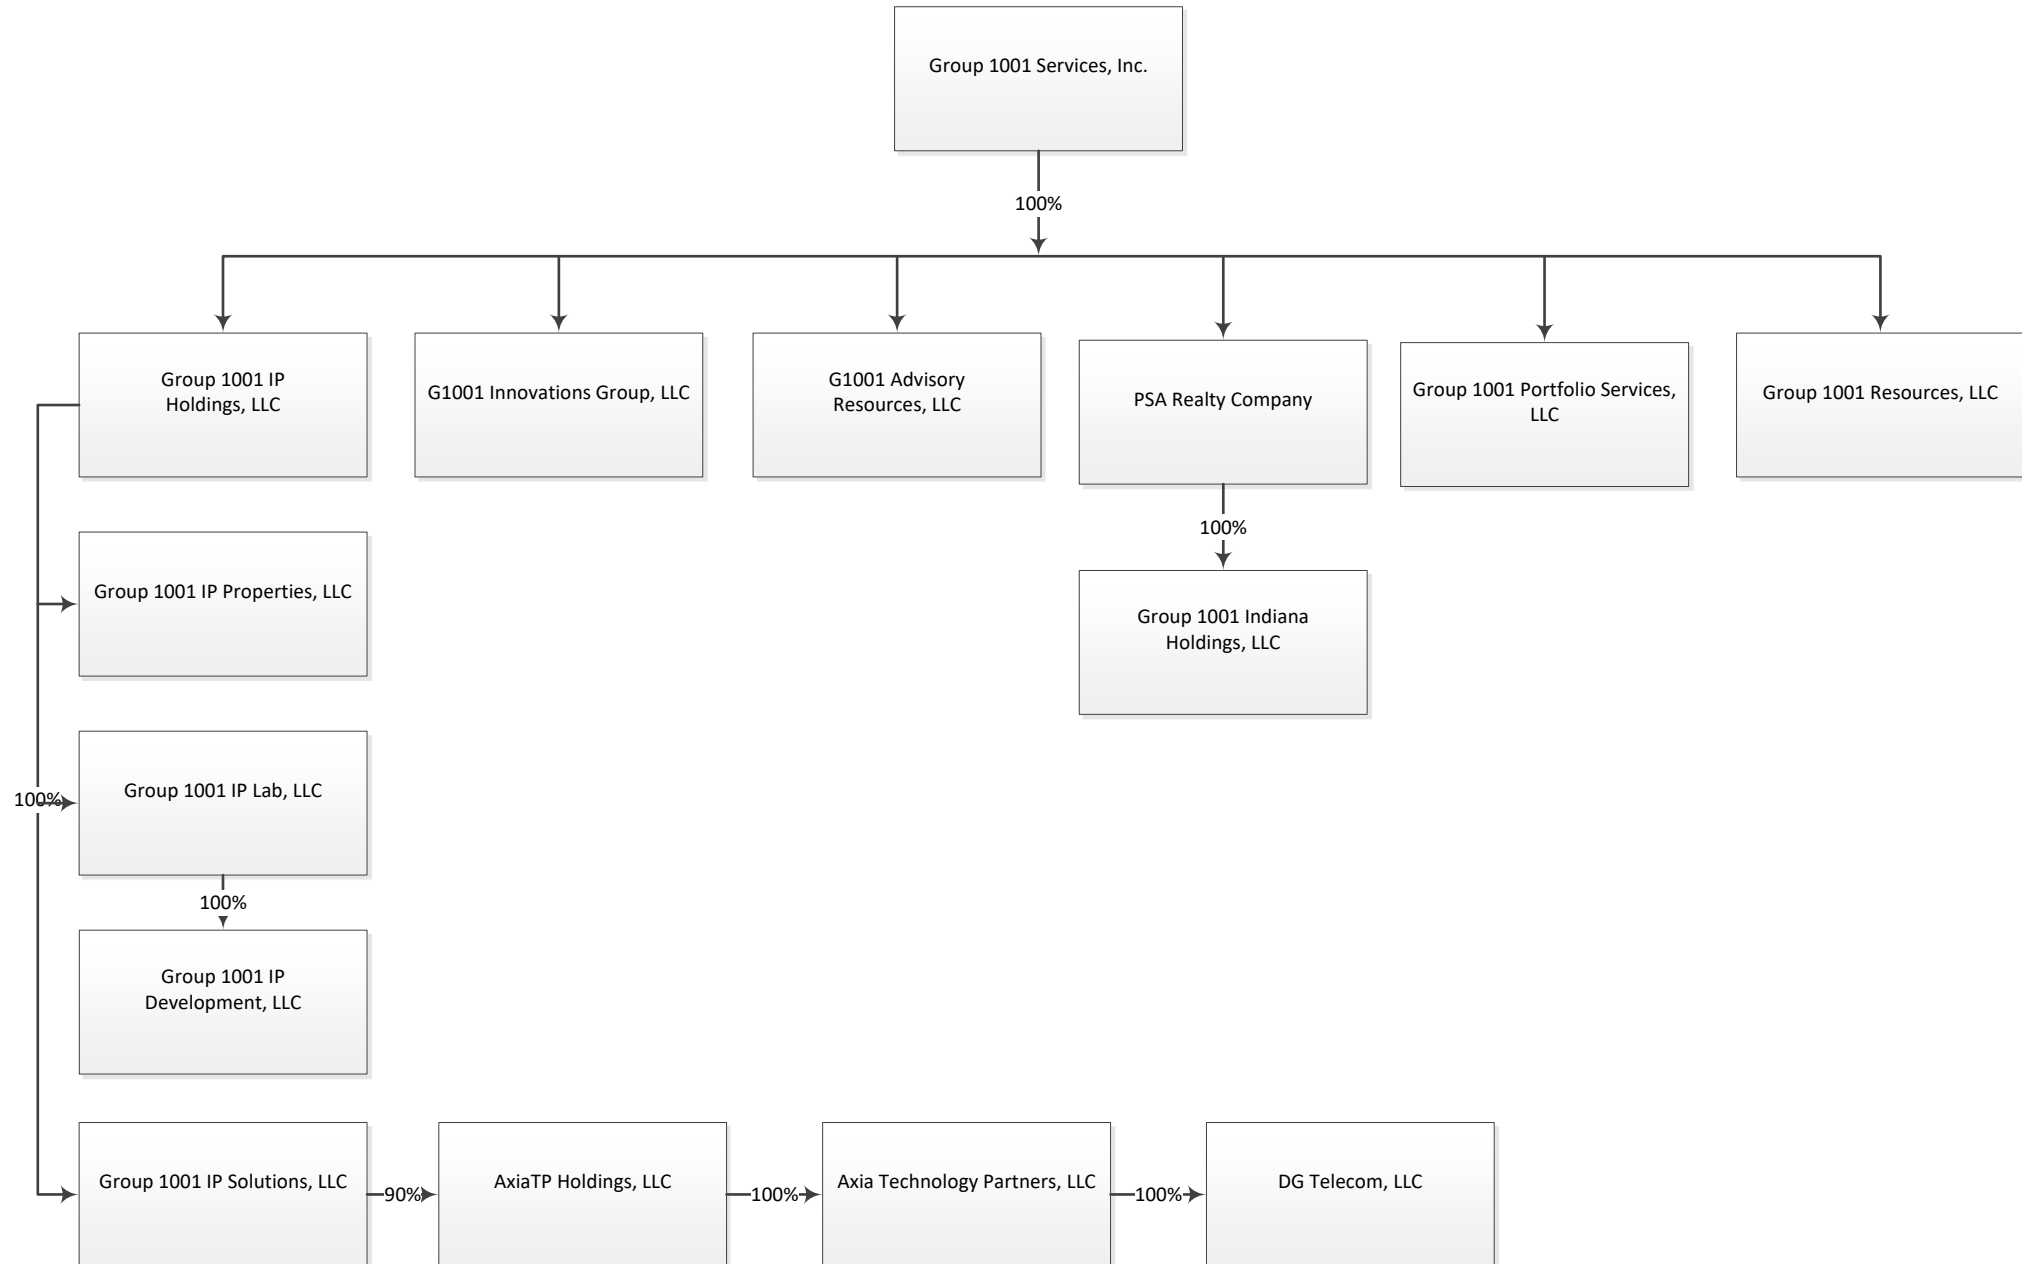 Group 1001 Services, Inc.
100%
Group 1001 IP
Holdings, LLC
G1001 Innovations Group, LLC
G1001 Advisory
Resources, LLC
PSA Realty Company
Group 1001 Portfolio Services,
LLC
Group 1001 Resources, LLC
100%
Group 1001 IP Properties, LLC
Group 1001 Indiana
Holdings, LLC
Group 1001 IP Lab, LLC
100%
100%
Group 1001 IP
Development, LLC
Group 1001 IP Solutions, LLC
90%
AxiaTP Holdings, LLC
100%
Axia Technology Partners, LLC
100%
DG Telecom, LLC